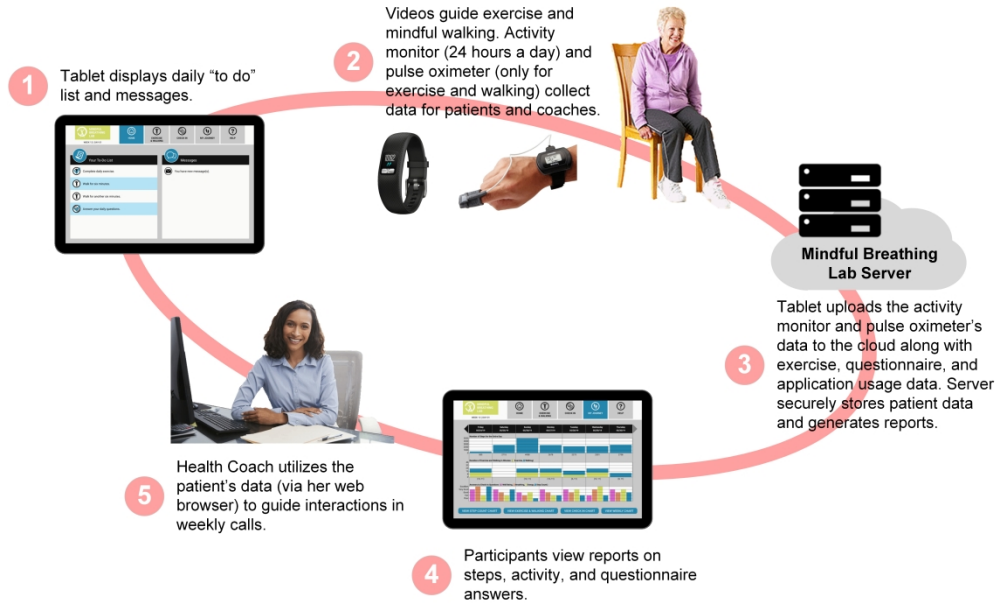 1
Tablet displays daily “to do”
list and messages.
2
Videos guide exercise and
mindful walking. Activity
monitor (24 hours a day) and
pulse oximeter (only for
exercise and walking) collect
data for patients and coaches.
Your To Do List
Messages
Mindful Breathing
Lab Server
3
Tablet uploads the activity
monitor and pulse oximeter’s
data to the cloud along with
exercise, questionnaire, and
application usage data. Server
securely stores patient data
and generates reports.
4
Participants view reports on
steps, activity, and questionnaire
answers.
5
Health Coach utilizes the
patient’s data (via her web
browser) to guide interactions in
weekly calls.